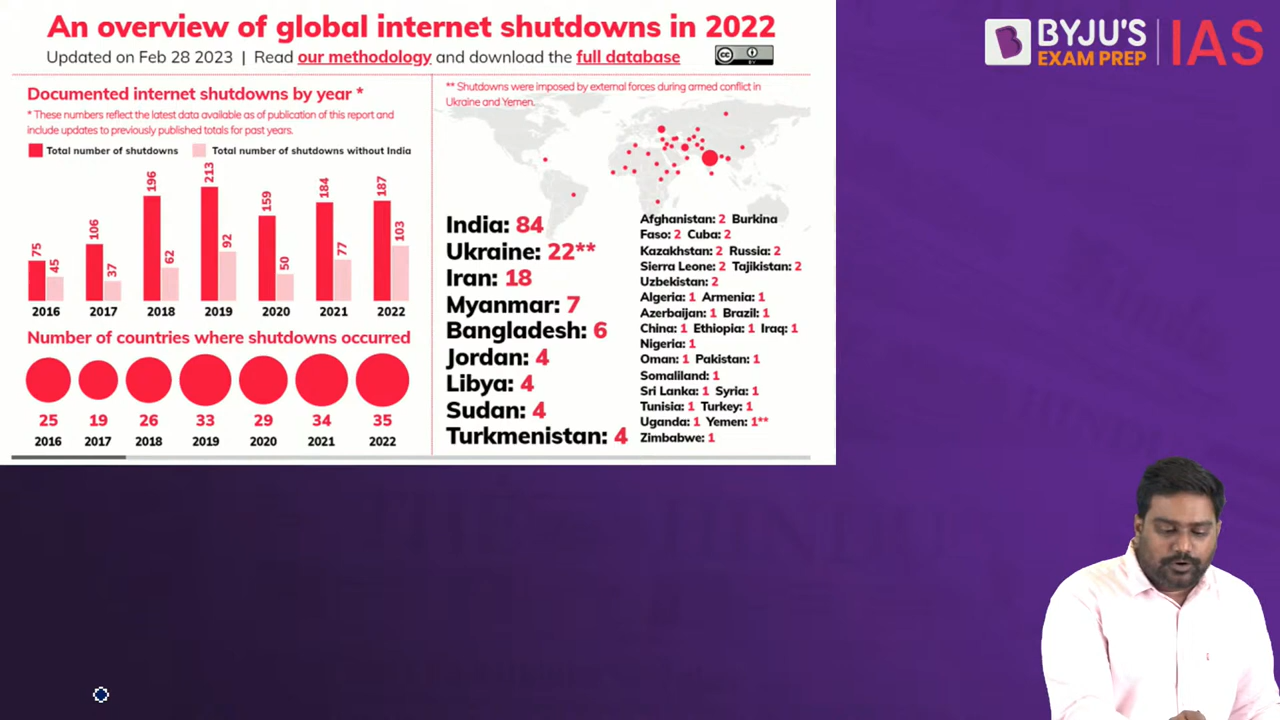 An overview of global internet shutdowns in 2022
Updated on Feb 28 2023 | Read our methodology and download the full database
BY
BYJU'S
EXAM PREP
IAS
Documented internet shutdowns by year *
* These numbers reflect the latest data available as of publication of this report and
include updates to previously published totals for past years.
Total number of shutdowns Total number of shutdowns without India
75 45 106 37 196 62 213 92 159 50 184 77 187 103
2016 2017 2018 2019 2020 2021 2022
Number of countries where shutdowns occurred
25 19 26 33 29 34 35
2016 2017 2018 2019 2020 2021 2022
** Shutdowns were imposed by external forces during armed conflict in
Ukraine and Yemen.
India: 84
Ukraine: 22**
Iran: 18
Myanmar: 7
Bangladesh: 6
Jordan: 4
Libya: 4
Sudan: 4
Turkmenistan: 4
Afghanistan: 2 Burkina
Faso: 2 Cuba: 2
Kazakhstan: 2 Russia: 2
Sierra Leone: 2 Tajikistan: 2
Uzbekistan: 2
Algeria: 1 Armenia: 1
Azerbaijan: 1 Brazil: 1
China: 1 Ethiopia: 1 Iraq: 1
Nigeria: 1
Oman: 1 Pakistan: 1
Somaliland: 1
Sri Lanka: 1 Syria: 1
Tunisia: 1 Turkey: 1
Uganda: 1 Yemen: 1**
Zimbabwe: 1